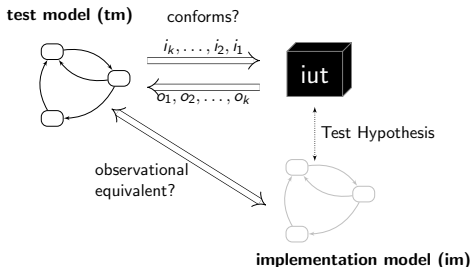 test model (tm)
conforms?
i_k, . . . , i_2, i_1
iut
o_1, o_2, . . . , o_k
Test Hypothesis
observational
equivalent?
implementation model (im)